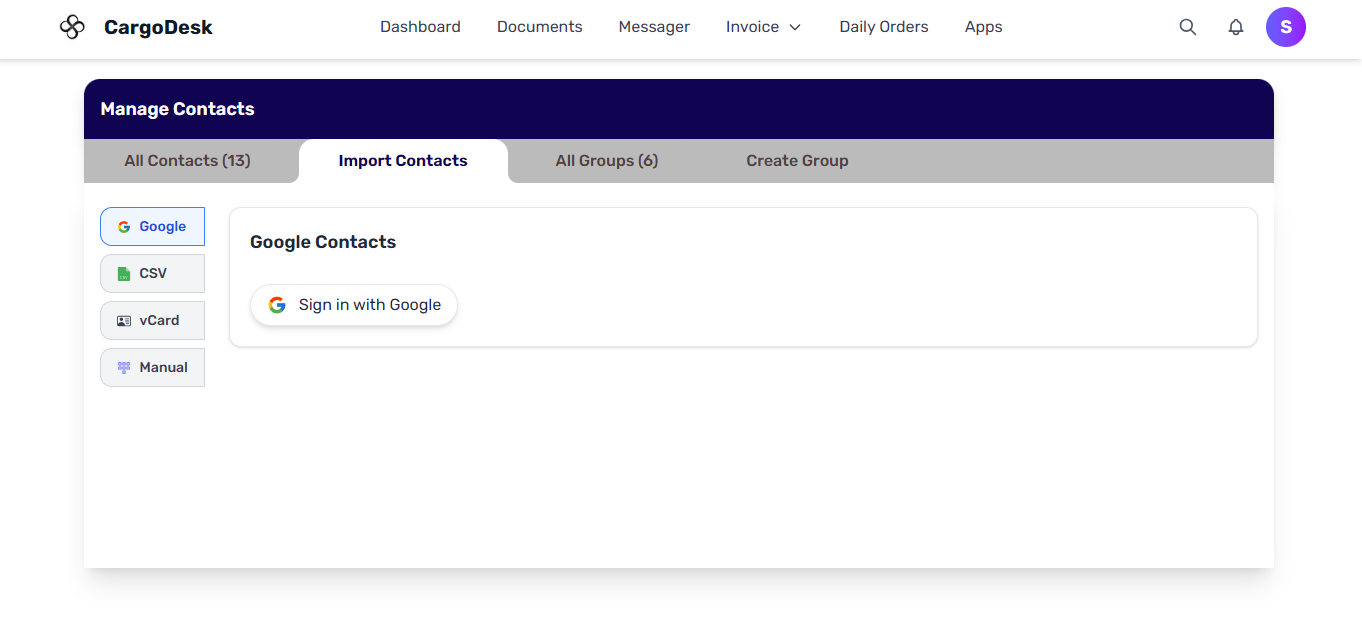 CargoDesk
Dashboard Documents Messager Invoice Daily Orders Apps
S
Manage Contacts
All Contacts (13) Import Contacts All Groups (6) Create Group
Google
CSV
vCard
Manual
Google Contacts
Sign in with Google